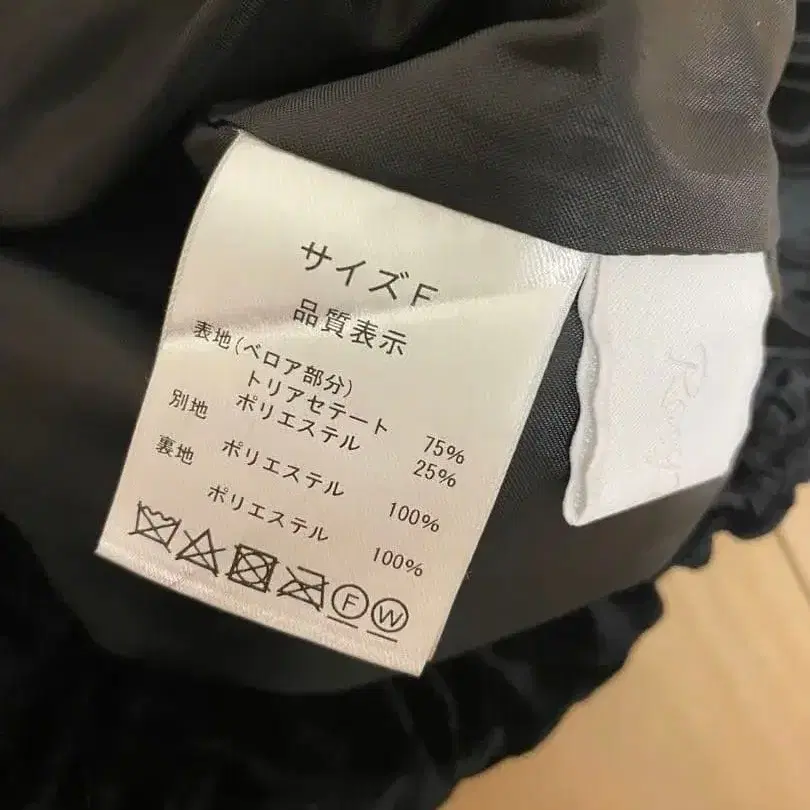 サイズF
品質表示
表地(ベロア部分)
トリアセテート 75%
ポリエステル 25%
別地
ポリエステル 100%
裏地
ポリエステル 100%
F W